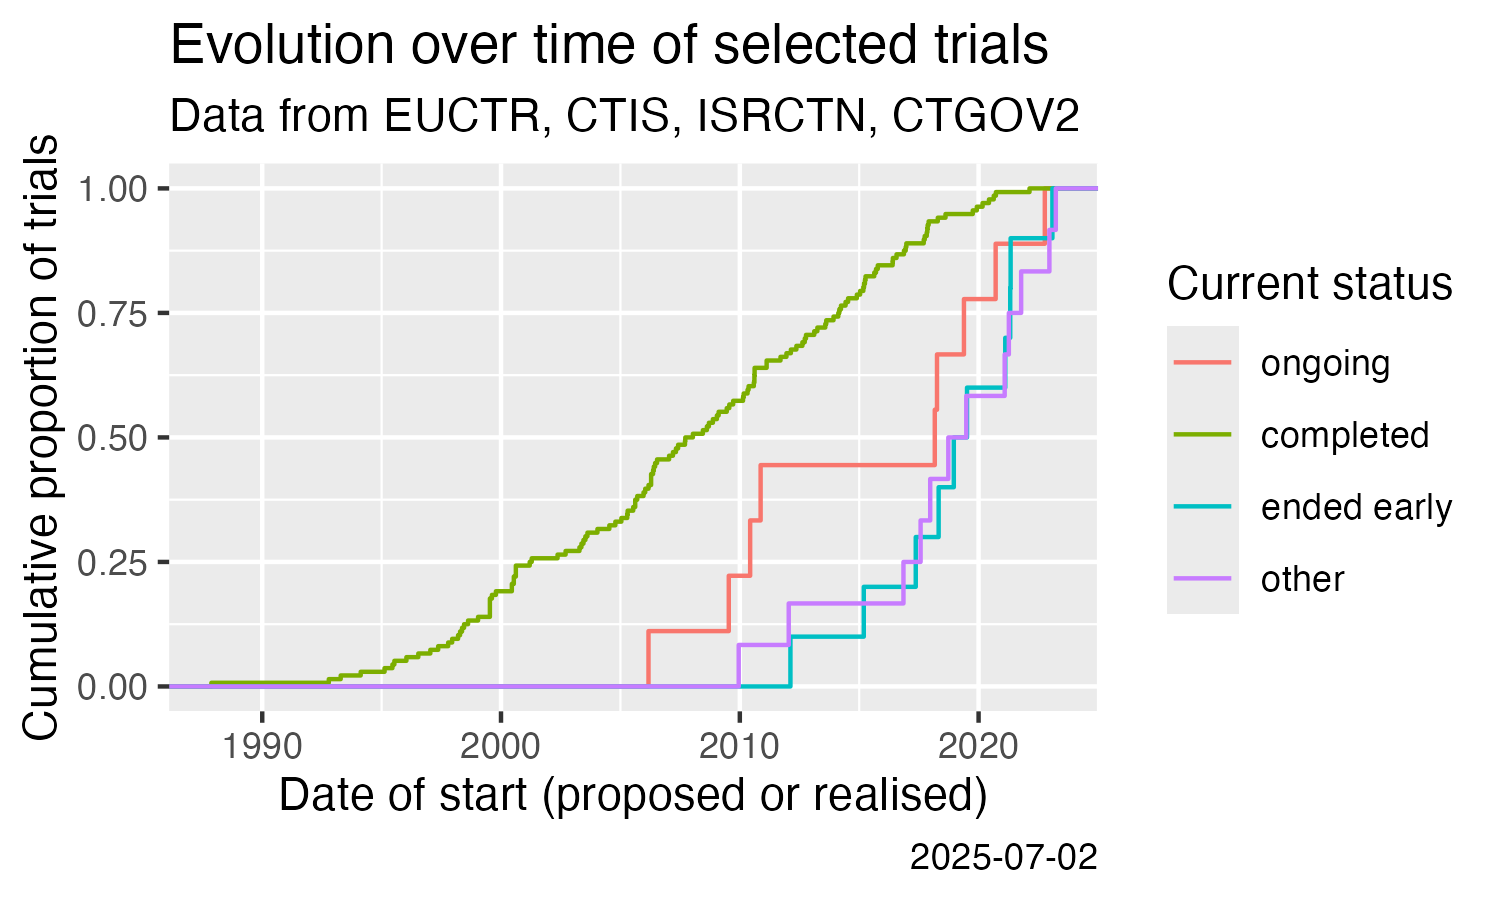 Evolution over time of selected trials
Data from EUCTR, CTIS, ISRCTN, CTGOV2
Cumulative proportion of trials
1.00
0.75
0.50
0.25
0.00
1990 2000 2010 2020
Date of start (proposed or realised)
Current status
ongoing
completed
ended early
other
2025-07-02